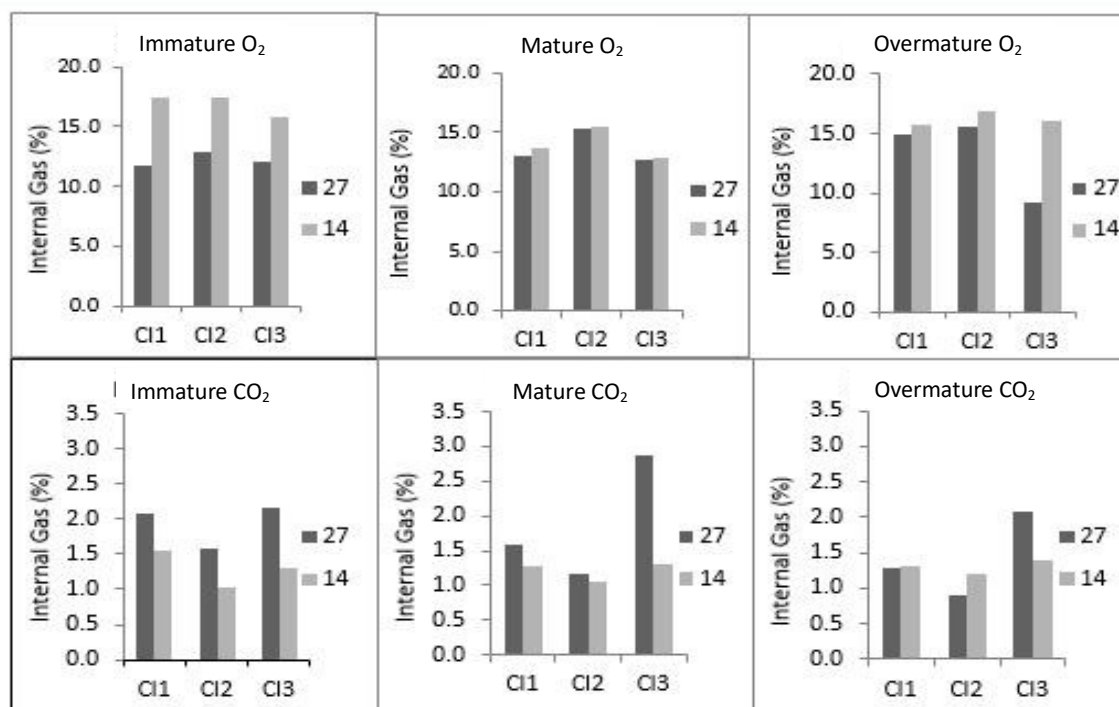 Immature O₂
20.0
15.0
10.0
5.0
0.0
Internal Gas (%)
27
14
CI1 CI2 CI3
Mature O₂
20.0
15.0
10.0
5.0
0.0
Internal Gas (%)
27
14
CI1 CI2 CI3
Overmature O₂
20.0
15.0
10.0
5.0
0.0
Internal Gas (%)
27
14
CI1 CI2 CI3
Immature CO₂
3.5
3.0
2.5
2.0
1.5
1.0
0.5
0.0
Internal Gas (%)
27
14
CI1 CI2 CI3
Mature CO₂
3.5
3.0
2.5
2.0
1.5
1.0
0.5
0.0
Internal Gas (%)
27
14
CI1 CI2 CI3
Overmature CO₂
3.5
3.0
2.5
2.0
1.5
1.0
0.5
0.0
Internal Gas (%)
27
14
CI1 CI2 CI3